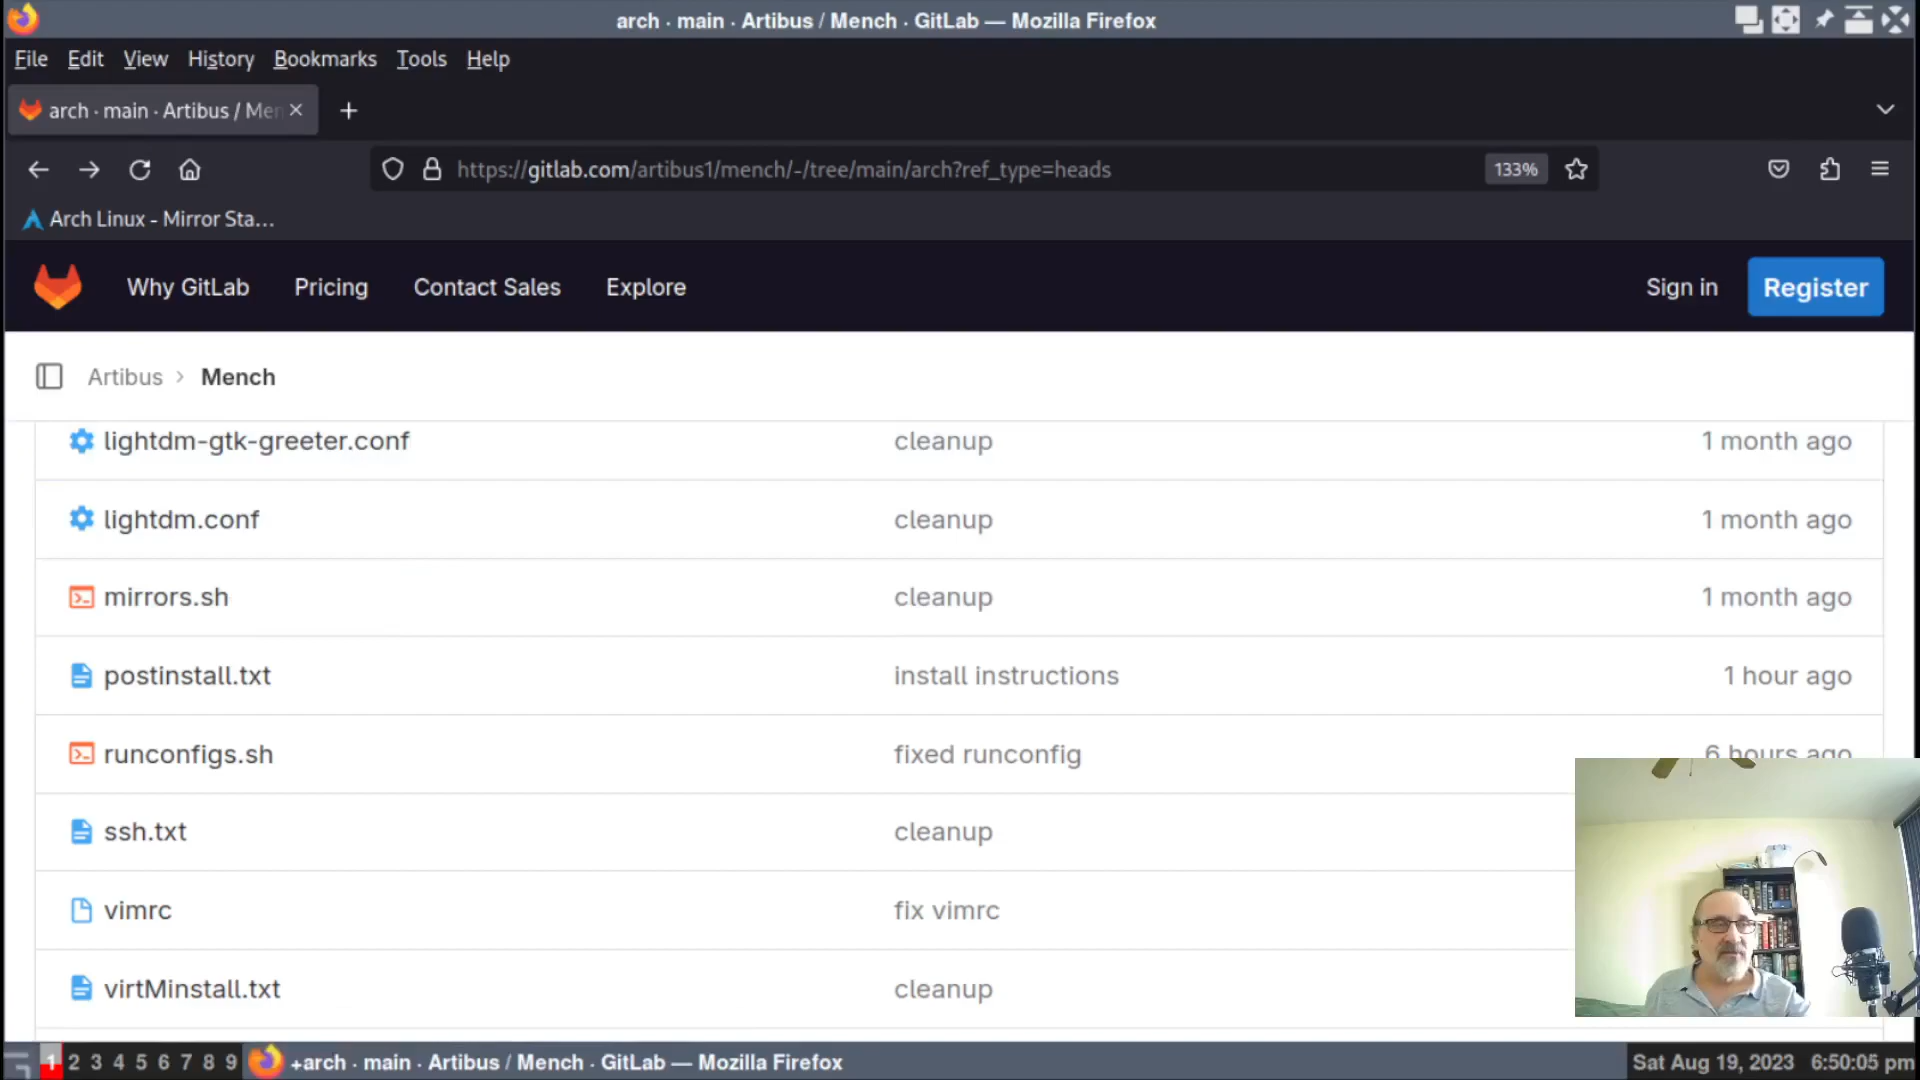 arch · main · Artibus / Mench · GitLab — Mozilla Firefox
File Edit View History Bookmarks Tools Help
arch · main · Artibus / Men
https://gitlab.com/artibus1/mench/-/tree/main/arch?ref_type=heads 133%
Arch Linux - Mirror Sta...
Why GitLab Pricing Contact Sales Explore Sign in Register
Artibus > Mench
lightdm-gtk-greeter.conf cleanup 1 month ago
lightdm.conf cleanup 1 month ago
mirrors.sh cleanup 1 month ago
postinstall.txt install instructions 1 hour ago
runconfigs.sh fixed runconfig 6 hours ago
ssh.txt cleanup
vimrc fix vimrc
virtMinstall.txt cleanup
1 2 3 4 5 6 7 8 9 +arch · main · Artibus / Mench · GitLab — Mozilla Firefox Sat Aug 19, 2023 6:50:05 pm